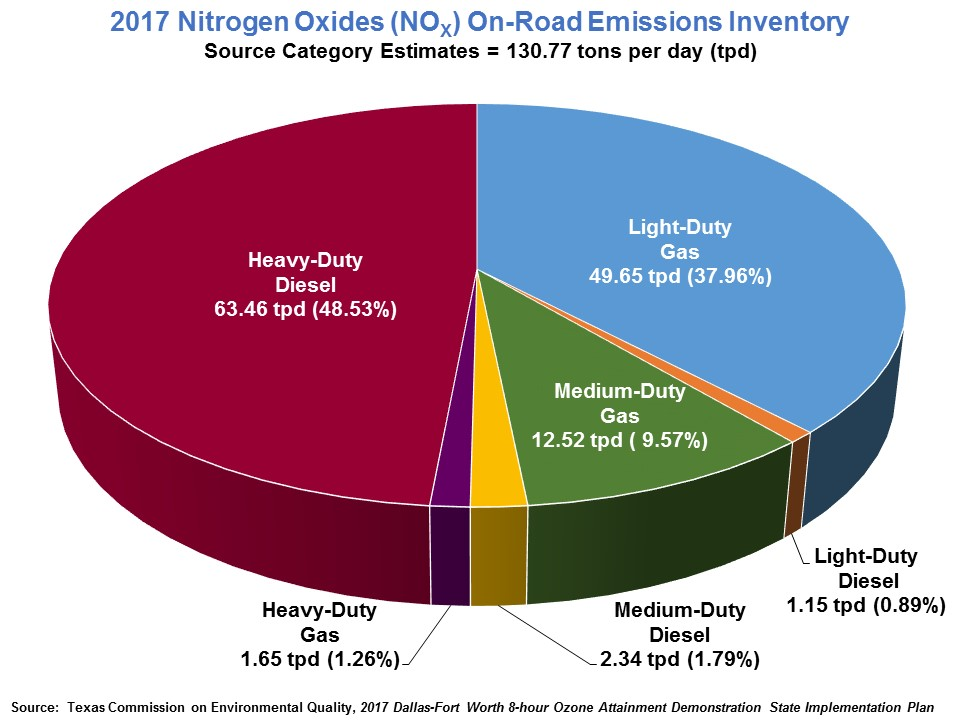 2017 Nitrogen Oxides (NOX) On-Road Emissions Inventory
Source Category Estimates = 130.77 tons per day (tpd)
Light-Duty
Gas
49.65 tpd (37.96%)
Heavy-Duty
Diesel
63.46 tpd (48.53%)
Medium-Duty
Gas
12.52 tpd ( 9.57%)
Light-Duty
Diesel
1.15 tpd (0.89%)
Heavy-Duty
Gas
1.65 tpd (1.26%)
Medium-Duty
Diesel
2.34 tpd (1.79%)
Source: Texas Commission on Environmental Quality, 2017 Dallas-Fort Worth 8-hour Ozone Attainment Demonstration State Implementation Plan